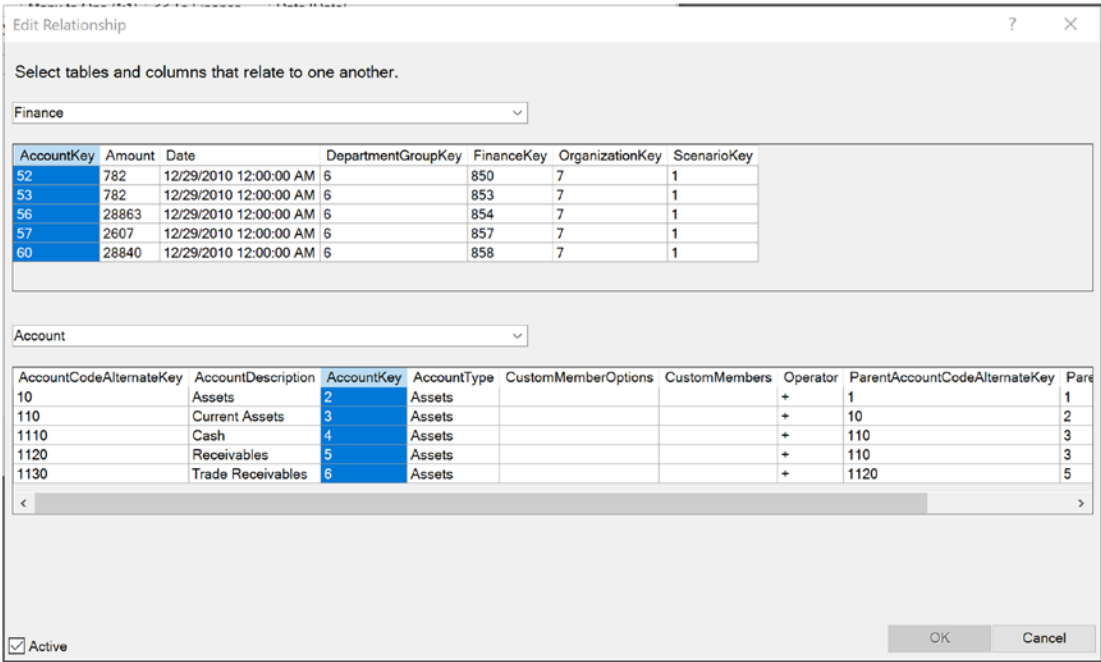 Edit Relationship ?
Select tables and columns that relate to one another.
Finance
AccountKey Amount Date DepartmentGroupKey FinanceKey OrganizationKey ScenarioKey
52 782 12/29/2010 12:00:00 AM 6 850 7 1
53 782 12/29/2010 12:00:00 AM 6 853 7 1
56 28863 12/29/2010 12:00:00 AM 6 854 7 1
57 2607 12/29/2010 12:00:00 AM 6 857 7 1
60 28840 12/29/2010 12:00:00 AM 6 858 7 1
Account
AccountCodeAlternateKey AccountDescription AccountKey AccountType CustomMemberOptions CustomMembers Operator ParentAccountCodeAlternateKey Pare
10 Assets 2 Assets + 1 1
110 Current Assets 3 Assets + 10 2
1110 Cash 4 Assets + 110 3
1120 Receivables 5 Assets + 110 3
1130 Trade Receivables 6 Assets + 1120 5
Active OK Cancel